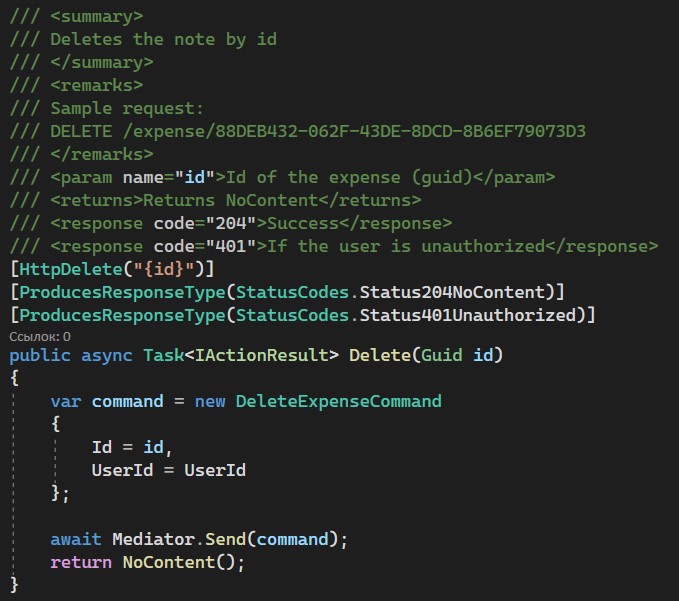 /// <summary>
/// Deletes the note by id
/// </summary>
/// <remarks>
/// Sample request:
/// DELETE /expense/88DEB432-062F-43DE-8DCD-8B6EF79073D3
/// </remarks>
/// <param name="id">Id of the expense (guid)</param>
/// <returns>Returns NoContent</returns>
/// <response code="204">Success</response>
/// <response code="401">If the user is unauthorized</response>
[HttpDelete("{id}")]
[ProducesResponseType(StatusCodes.Status204NoContent)]
[ProducesResponseType(StatusCodes.Status401Unauthorized)]
Ссылок: 0
public async Task<IActionResult> Delete(Guid id)
{
    var command = new DeleteExpenseCommand
    {
        Id = id,
        UserId = UserId
    };

    await Mediator.Send(command);
    return NoContent();
}